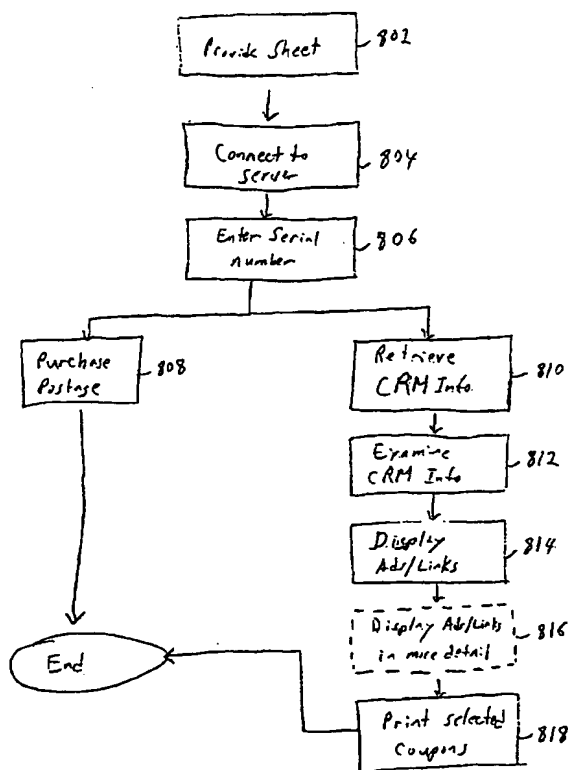 Provide Sheet
802
Connect to
server
804
Enter Serial
number
806
Purchase
Postage
808
Retrieve
CRM Info.
810
Examine
CRM Info
812
Display
Ads/Links
814
Display Ads/Links
in more detail
816
Print selected
Coupons
818
End